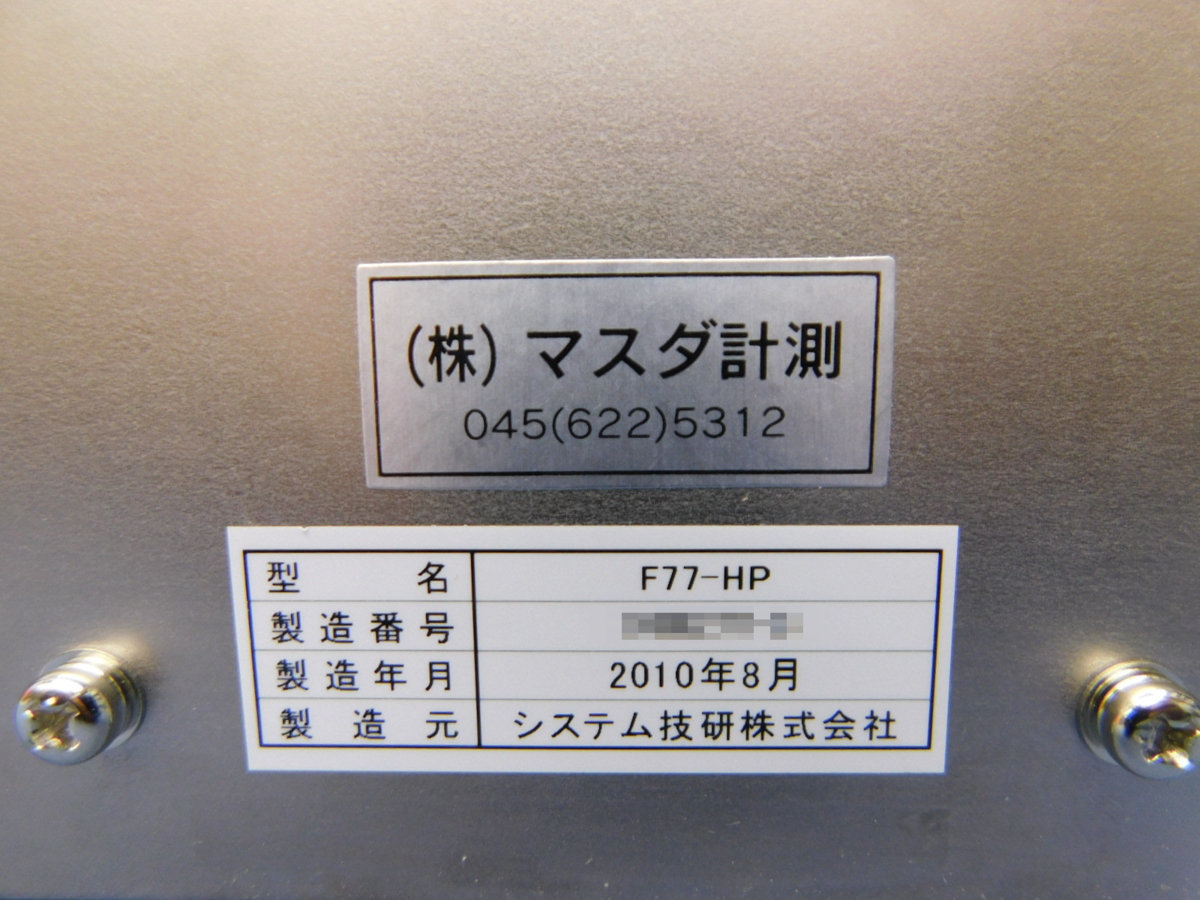 (株) マスダ計測
045(622)5312
型名 F77-HP
製造番号
製造年月 2010年8月
製造元 システム技研株式会社